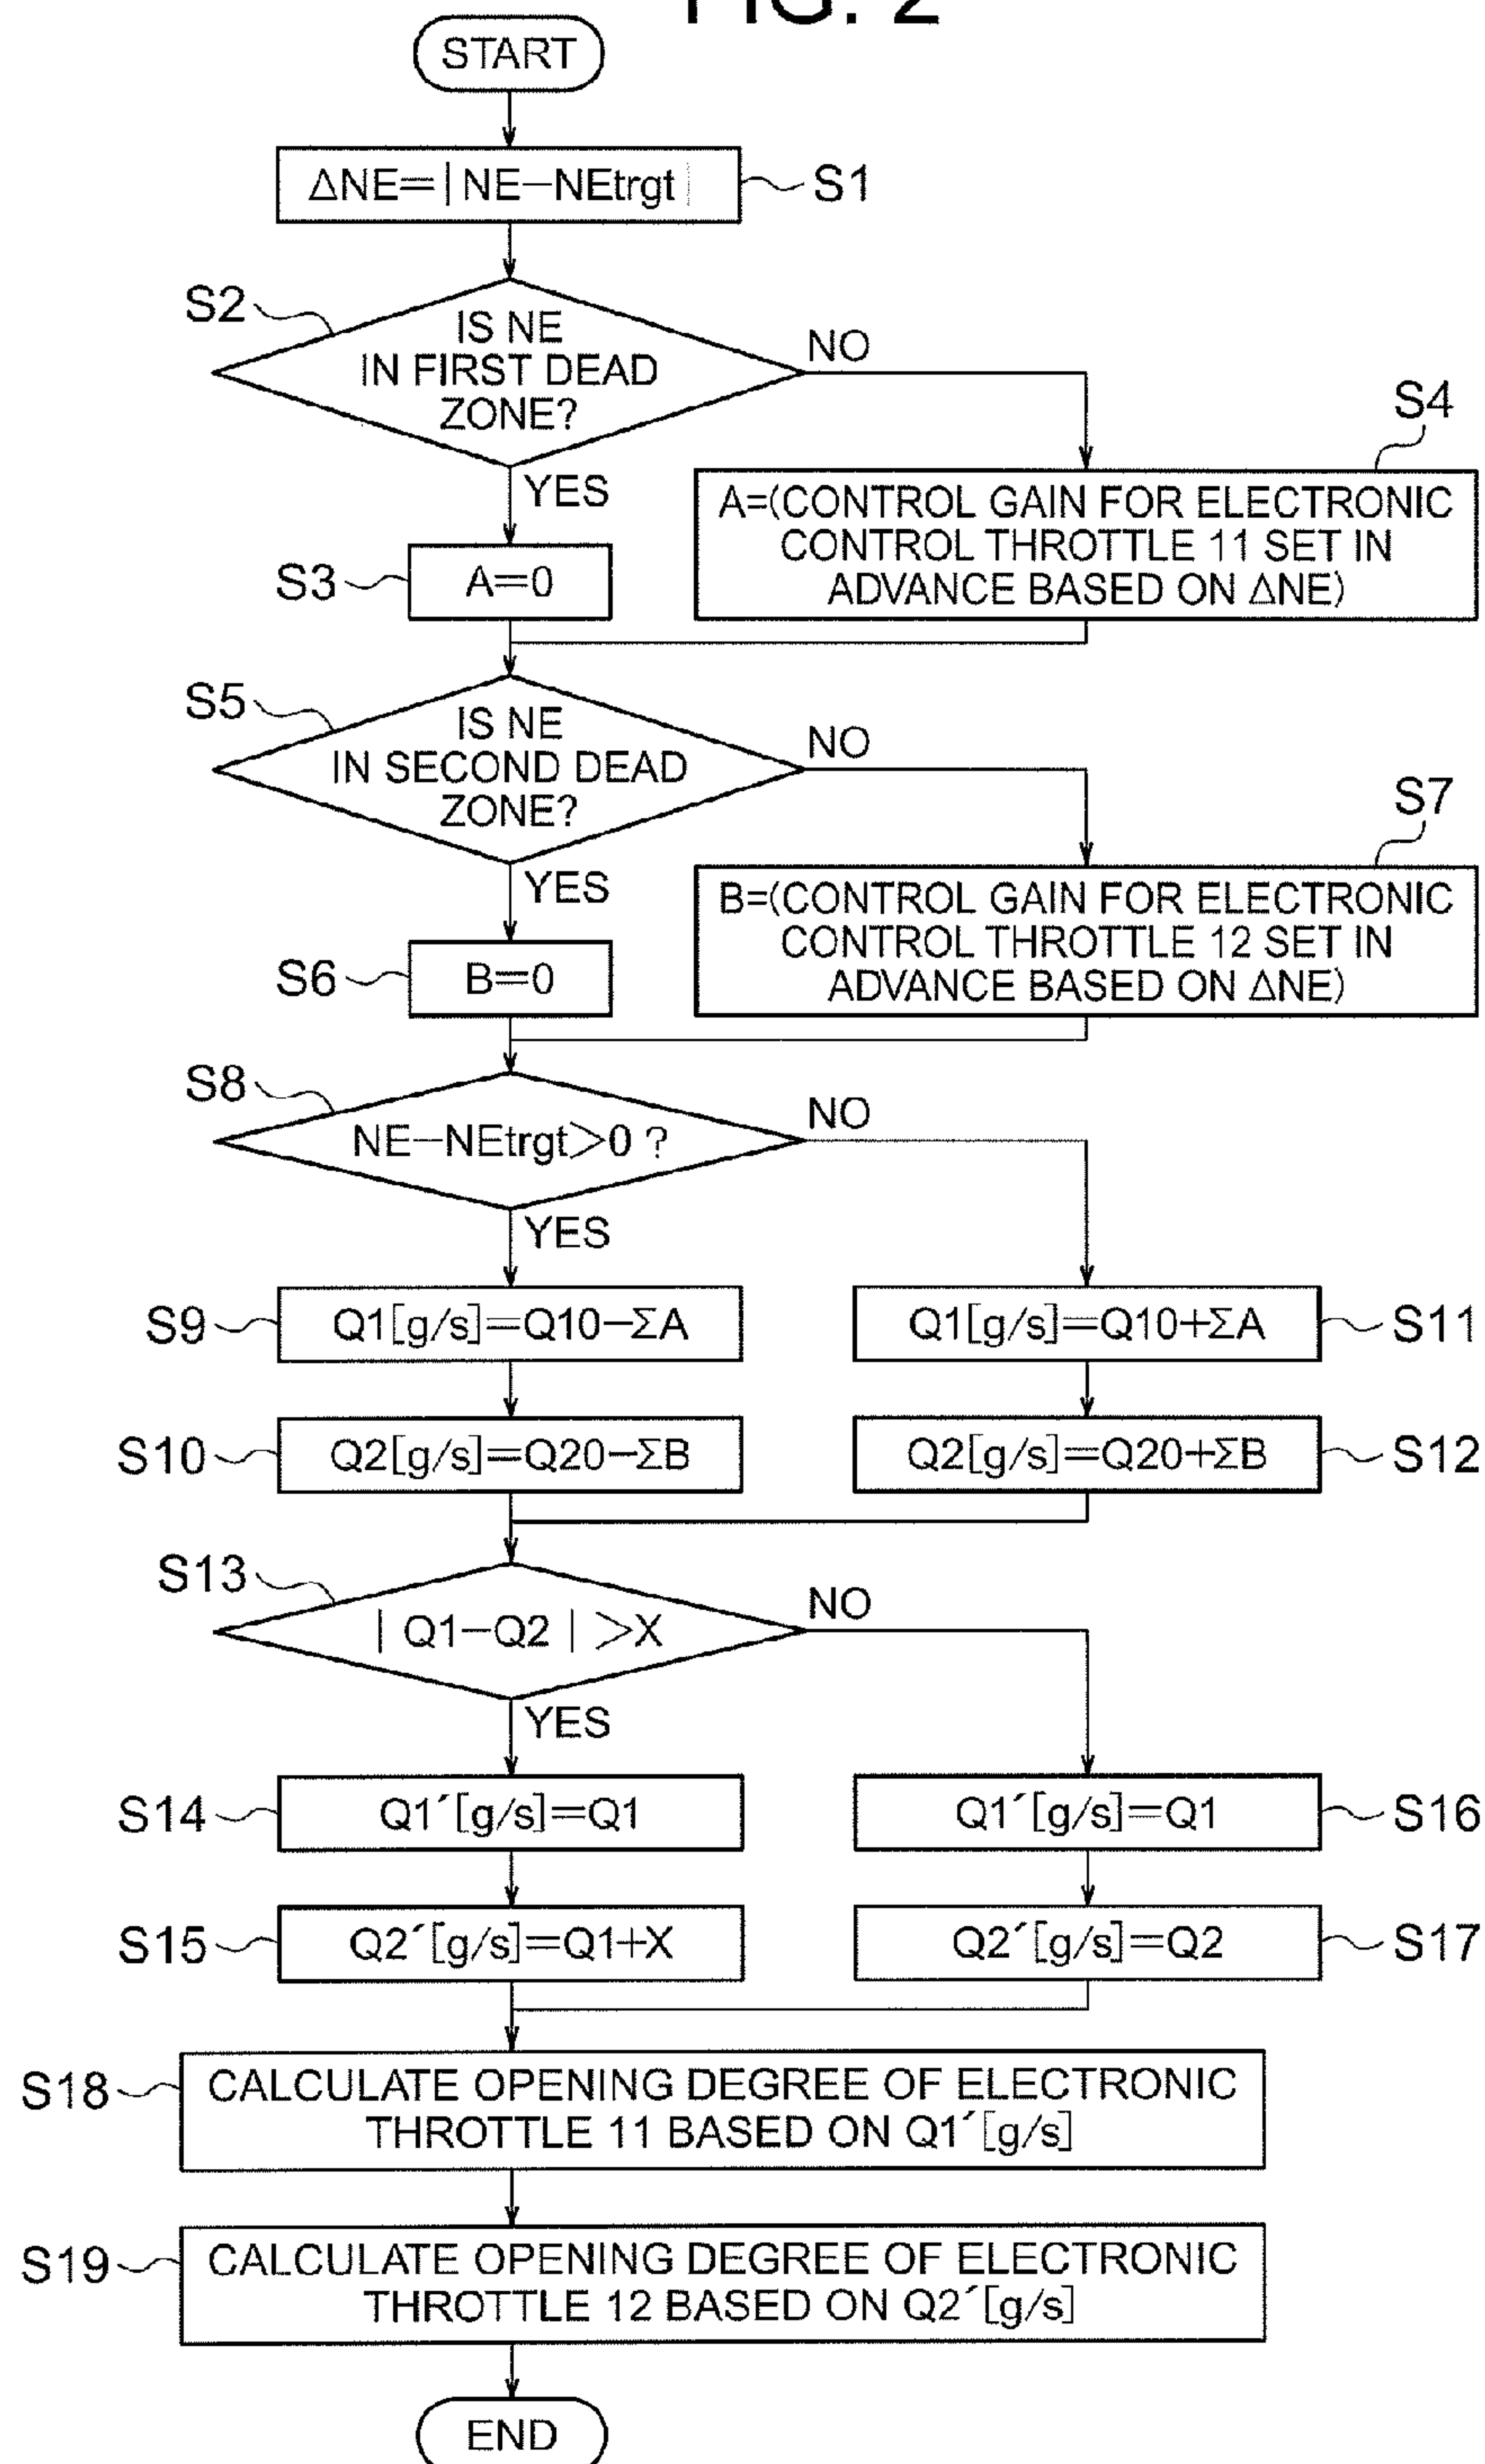 FIG. 2
START
ΔNE=|NE-NEtrgt|
S1
S2
IS NE
IN FIRST DEAD
ZONE?
NO
YES
S4
A=(CONTROL GAIN FOR ELECTRONIC
CONTROL THROTTLE 11 SET IN
ADVANCE BASED ON ΔNE)
S3
A=0
S5
IS NE
IN SECOND DEAD
ZONE?
NO
YES
S7
B=(CONTROL GAIN FOR ELECTRONIC
CONTROL THROTTLE 12 SET IN
ADVANCE BASED ON ΔNE)
S6
B=0
S8
NE-NEtrgt>0 ?
NO
YES
S9
Q1[g/s]=Q10-ΣA
Q1[g/s]=Q10+ΣA
S11
S10
Q2[g/s]=Q20-ΣB
Q2[g/s]=Q20+ΣB
S12
S13
| Q1-Q2 | >X
NO
YES
S14
Q1´[g/s]=Q1
Q1´[g/s]=Q1
S16
S15
Q2´[g/s]=Q1+X
Q2´[g/s]=Q2
S17
S18
CALCULATE OPENING DEGREE OF ELECTRONIC
THROTTLE 11 BASED ON Q1´[g/s]
S19
CALCULATE OPENING DEGREE OF ELECTRONIC
THROTTLE 12 BASED ON Q2´[g/s]
END